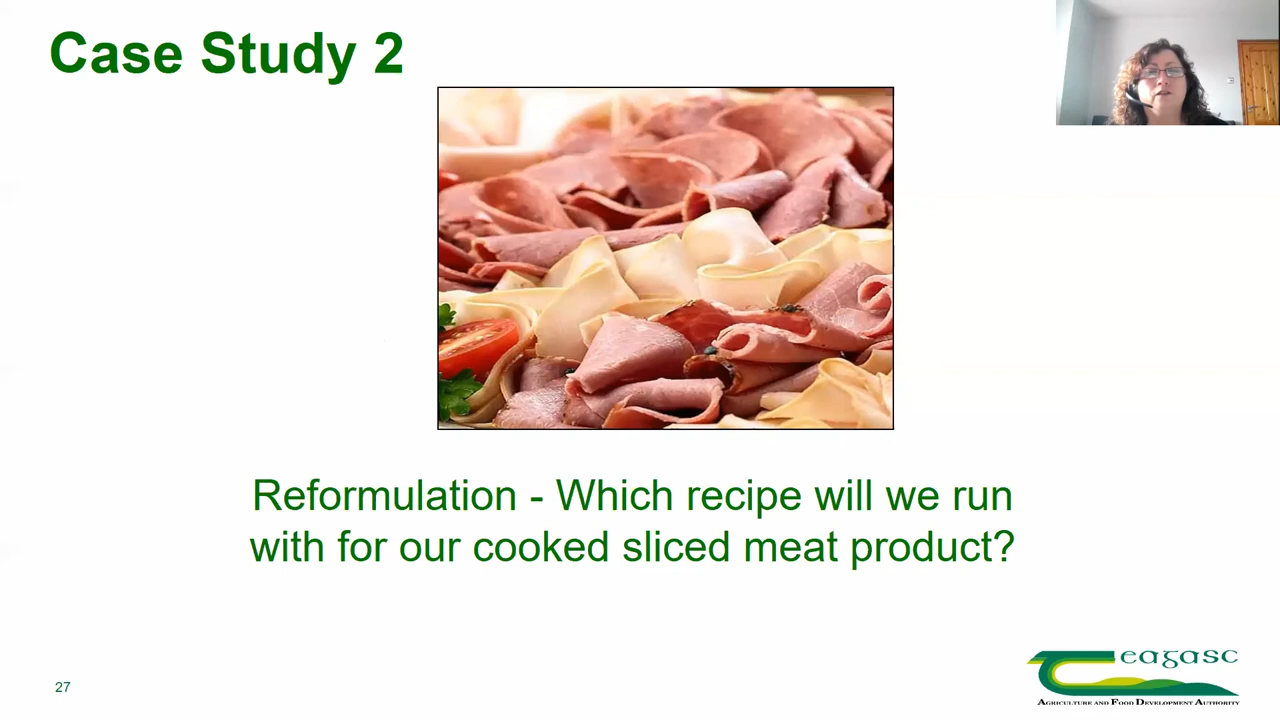 Case Study 2
Reformulation - Which recipe will we run
with for our cooked sliced meat product?
27
eagasc
Agriculture and Food Development Authority